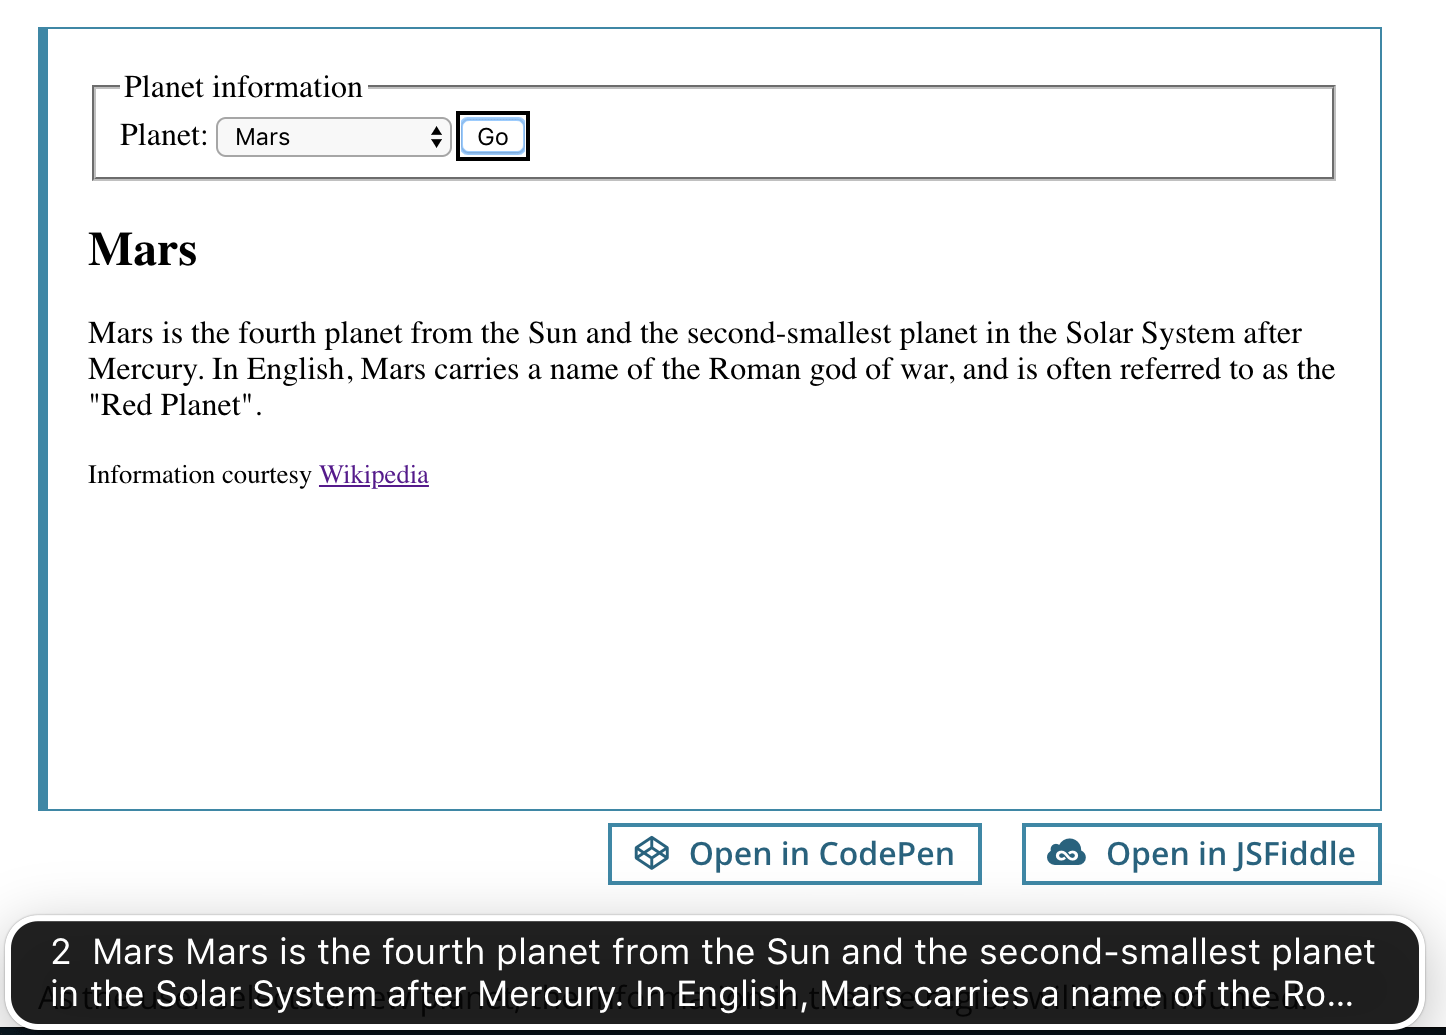 Planet information
Planet: Mars Go
Mars
Mars is the fourth planet from the Sun and the second-smallest planet in the Solar System after
Mercury. In English, Mars carries a name of the Roman god of war, and is often referred to as the
"Red Planet".
Information courtesy Wikipedia
Open in CodePen Open in JSFiddle
2 Mars Mars is the fourth planet from the Sun and the second-smallest planet
in the Solar System after Mercury. In English, Mars carries a name of the Ro...